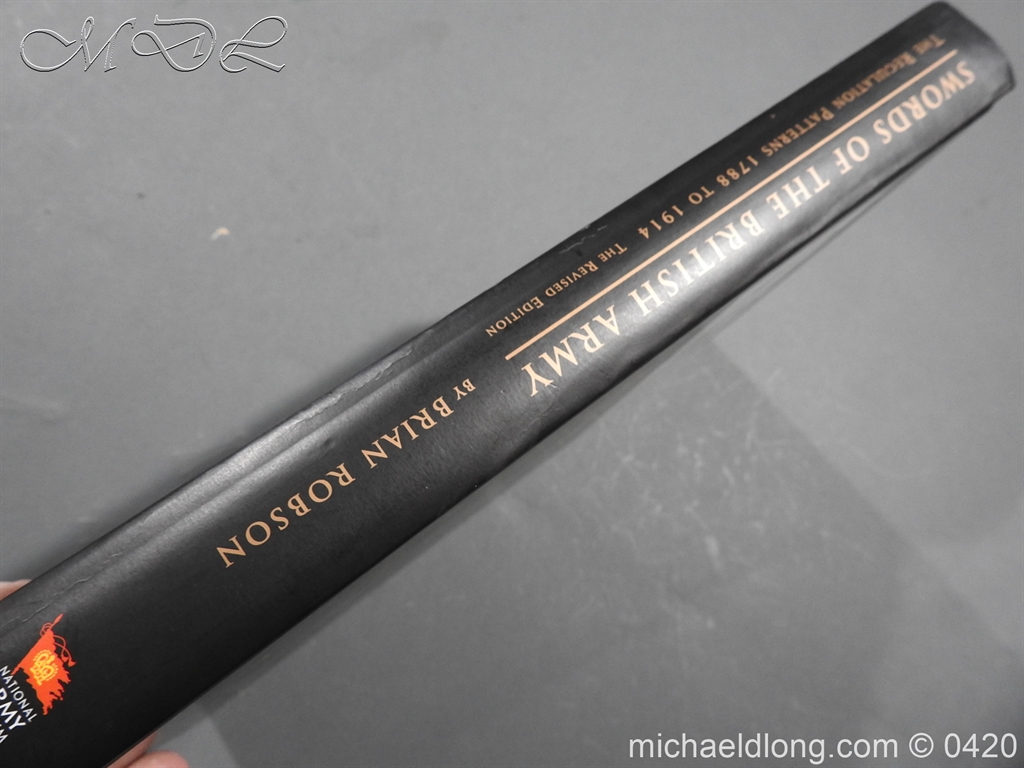 MDL
SWORDS OF THE BRITISH ARMY
THE REGULATION PATTERNS 1788 TO 1914 THE REVISED EDITION
BY BRIAN ROBSON
NATIONAL
michaeldlong.com © 0420